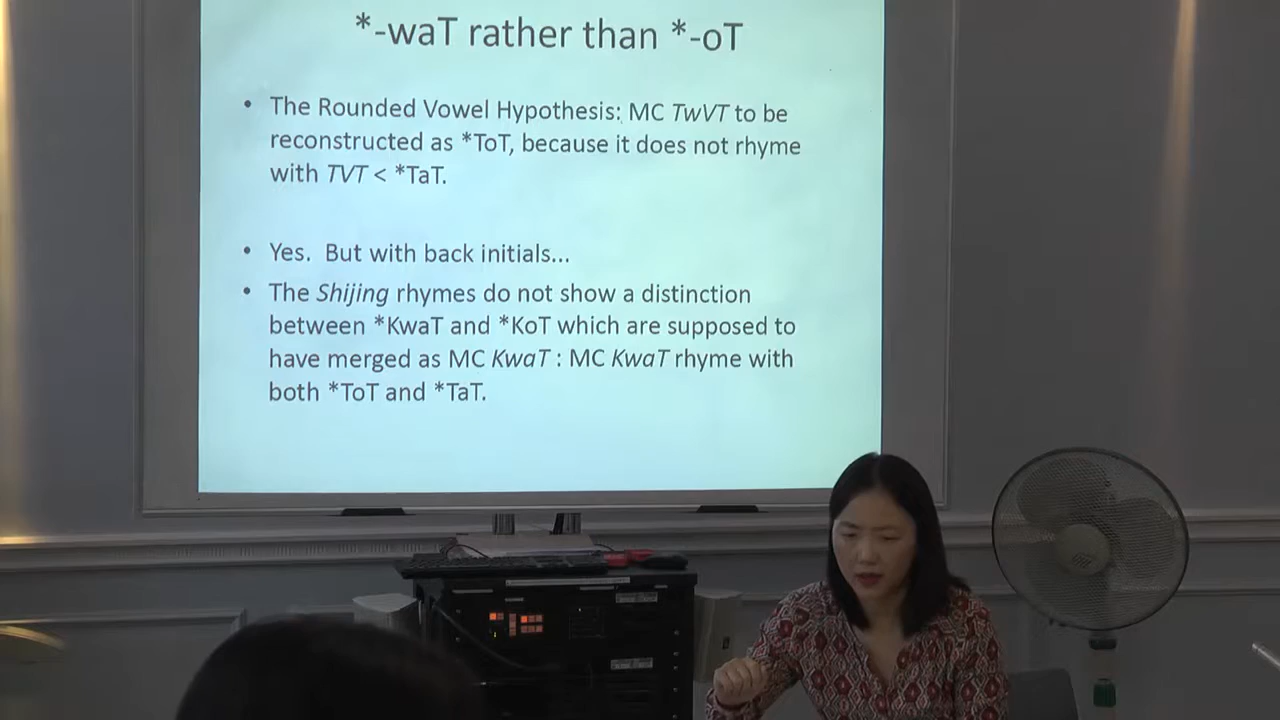 *-waT rather than *-oT
• The Rounded Vowel Hypothesis: MC TwVT to be
reconstructed as *ToT, because it does not rhyme
with TVT < *TaT.
• Yes. But with back initials...
• The Shijing rhymes do not show a distinction
between *KwaT and *KoT which are supposed to
have merged as MC KwaT : MC KwaT rhyme with
both *ToT and *TaT.